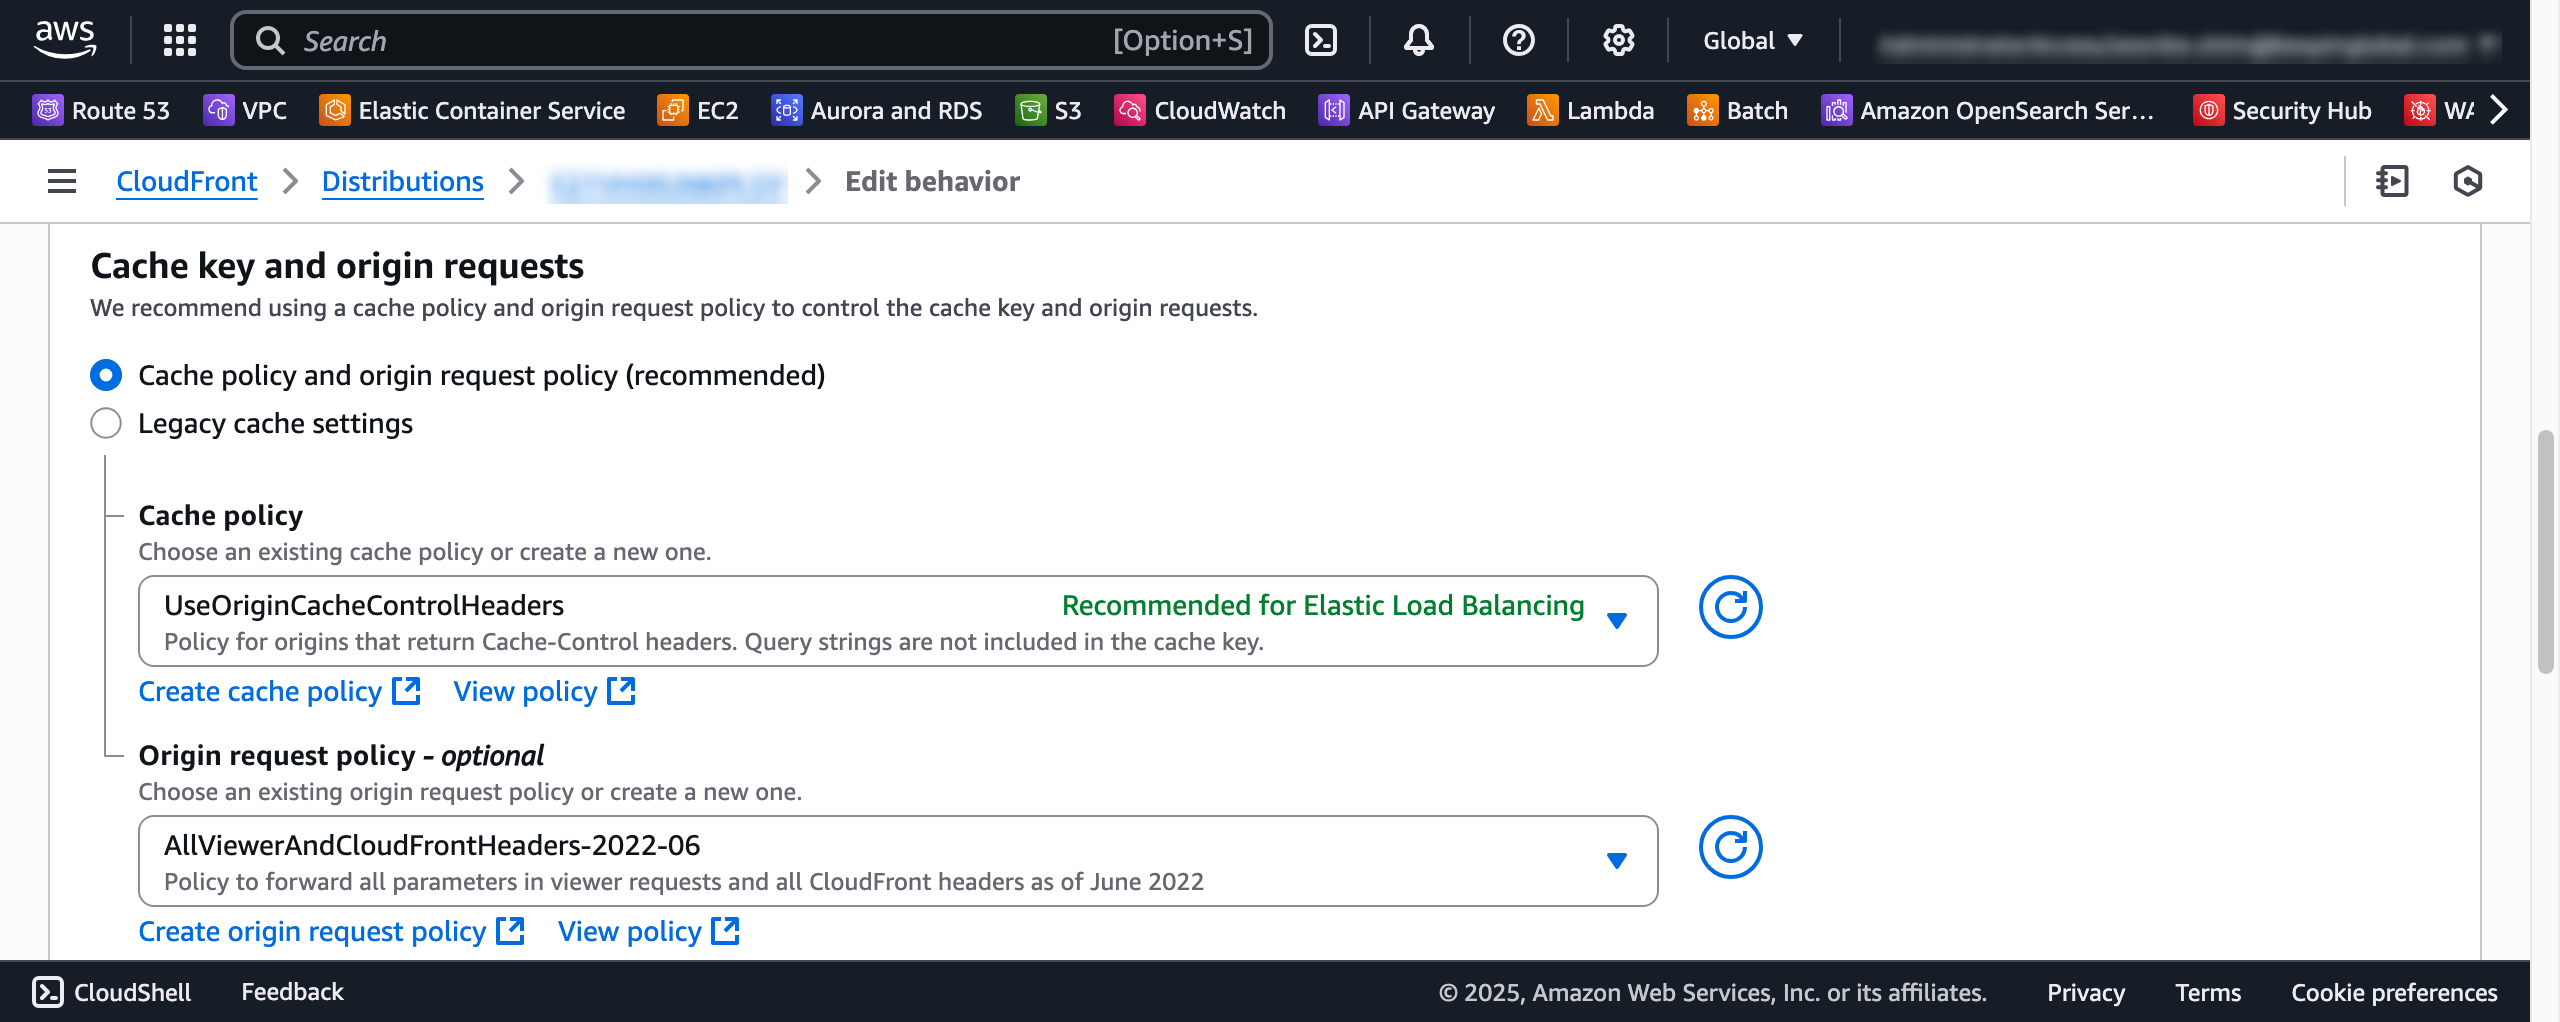 aws Search [Option+S] Global
Route 53 VPC Elastic Container Service EC2 Aurora and RDS S3 CloudWatch API Gateway Lambda Batch Amazon OpenSearch Ser... Security Hub WA
CloudFront Distributions Edit behavior
Cache key and origin requests
We recommend using a cache policy and origin request policy to control the cache key and origin requests.
Cache policy and origin request policy (recommended)
Legacy cache settings
Cache policy
Choose an existing cache policy or create a new one.
UseOriginCacheControlHeaders Recommended for Elastic Load Balancing
Policy for origins that return Cache-Control headers. Query strings are not included in the cache key.
Create cache policy View policy
Origin request policy - optional
Choose an existing origin request policy or create a new one.
AllViewerAndCloudFrontHeaders-2022-06
Policy to forward all parameters in viewer requests and all CloudFront headers as of June 2022
Create origin request policy View policy
CloudShell Feedback © 2025, Amazon Web Services, Inc. or its affiliates. Privacy Terms Cookie preferences